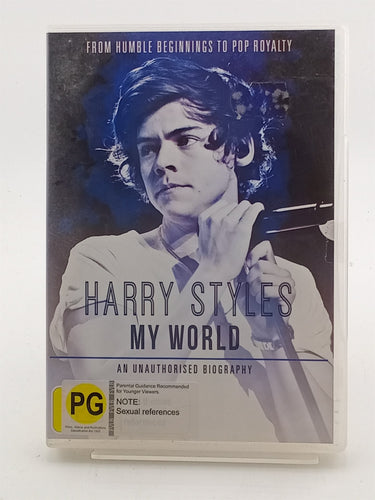 FROM HUMBLE BEGINNINGS TO POP ROYALTY
HARRY STYLES
MY WORLD
AN UNAUTHORISED BIOGRAPHY
PG
Parental Guidance Recommended
for Younger Viewers.
NOTE:
Sexual references